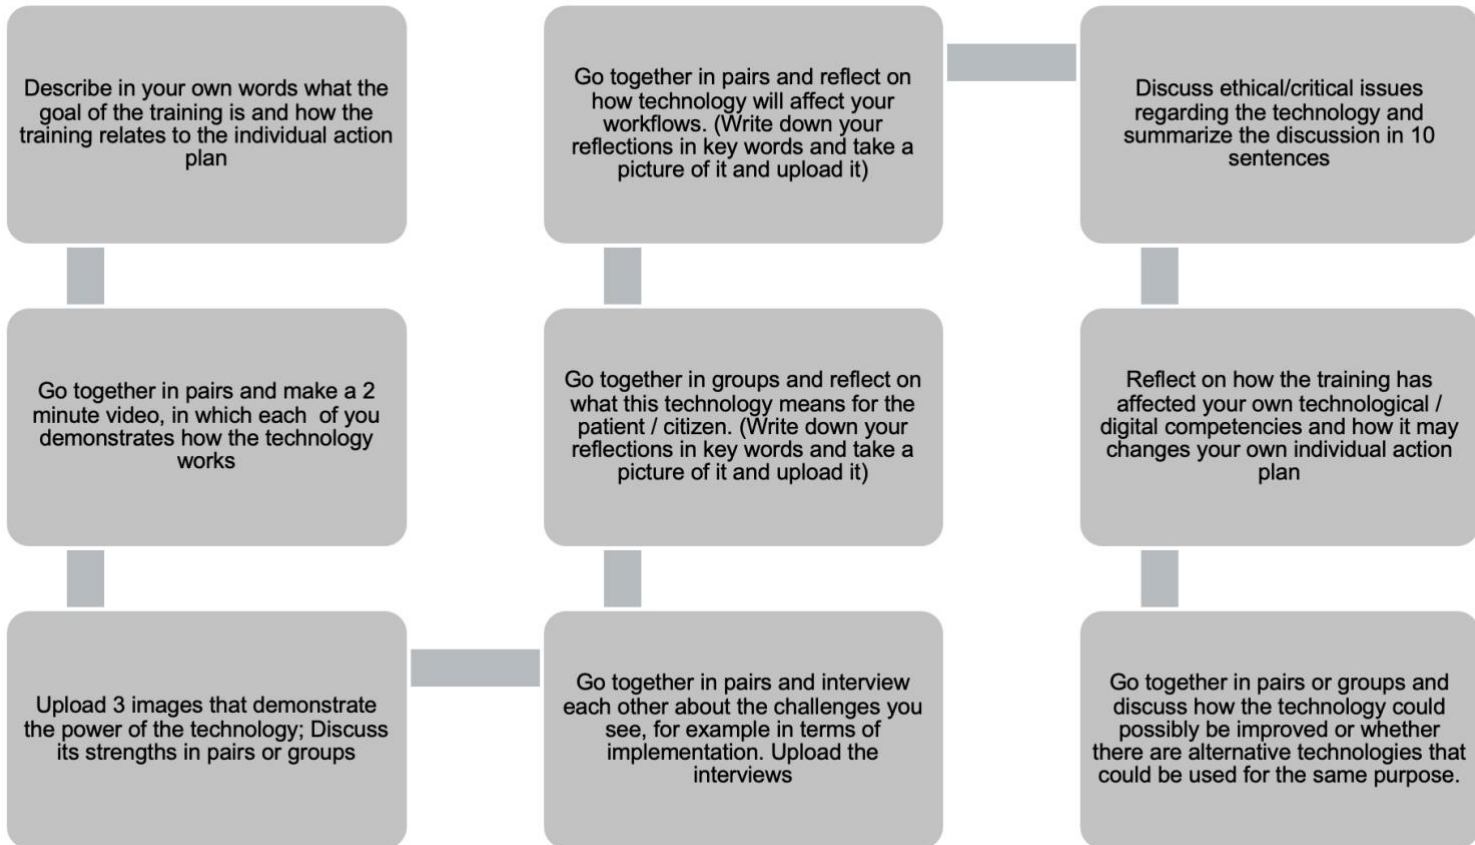 Describe in your own words what the
goal of the training is and how the
training relates to the individual action
plan
Go together in pairs and make a 2
minute video, in which each of you
demonstrates how the technology
works
Upload 3 images that demonstrate
the power of the technology; Discuss
its strengths in pairs or groups
Go together in pairs and interview
each other about the challenges you
see, for example in terms of
implementation. Upload the
interviews
Go together in groups and reflect on
what this technology means for the
patient / citizen. (Write down your
reflections in key words and take a
picture of it and upload it)
Go together in pairs and reflect on
how technology will affect your
workflows. (Write down your
reflections in key words and take a
picture of it and upload it)
Discuss ethical/critical issues
regarding the technology and
summarize the discussion in 10
sentences
Reflect on how the training has
affected your own technological /
digital competencies and how it may
changes your own individual action
plan
Go together in pairs or groups and
discuss how the technology could
possibly be improved or whether
there are alternative technologies that
could be used for the same purpose.